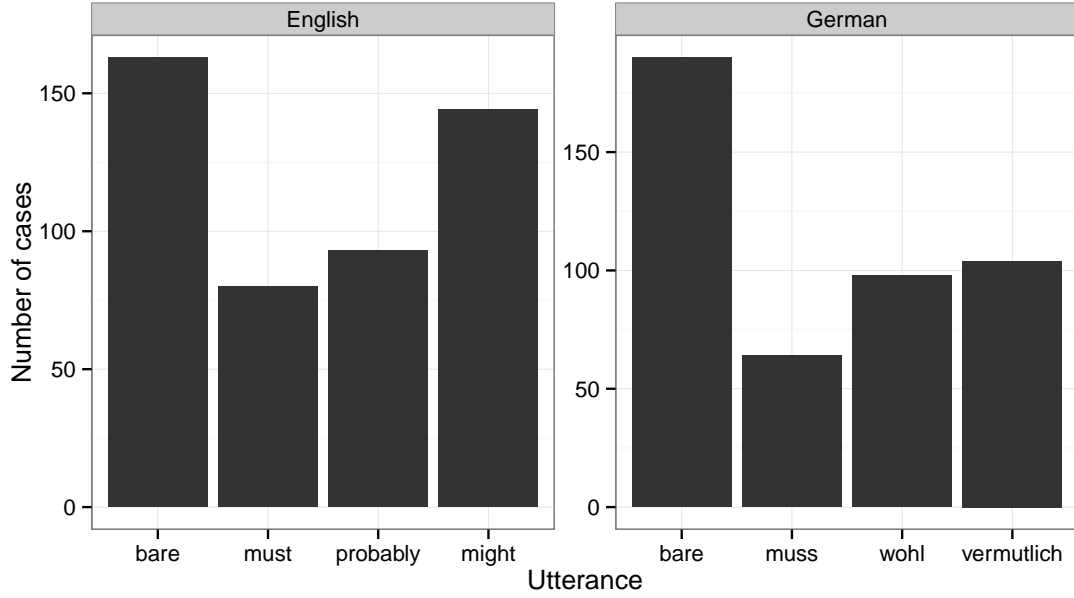 English
German
Number of cases
150
100
50
0
150
100
50
0
bare must probably might
bare muss wohl vermutlich
Utterance